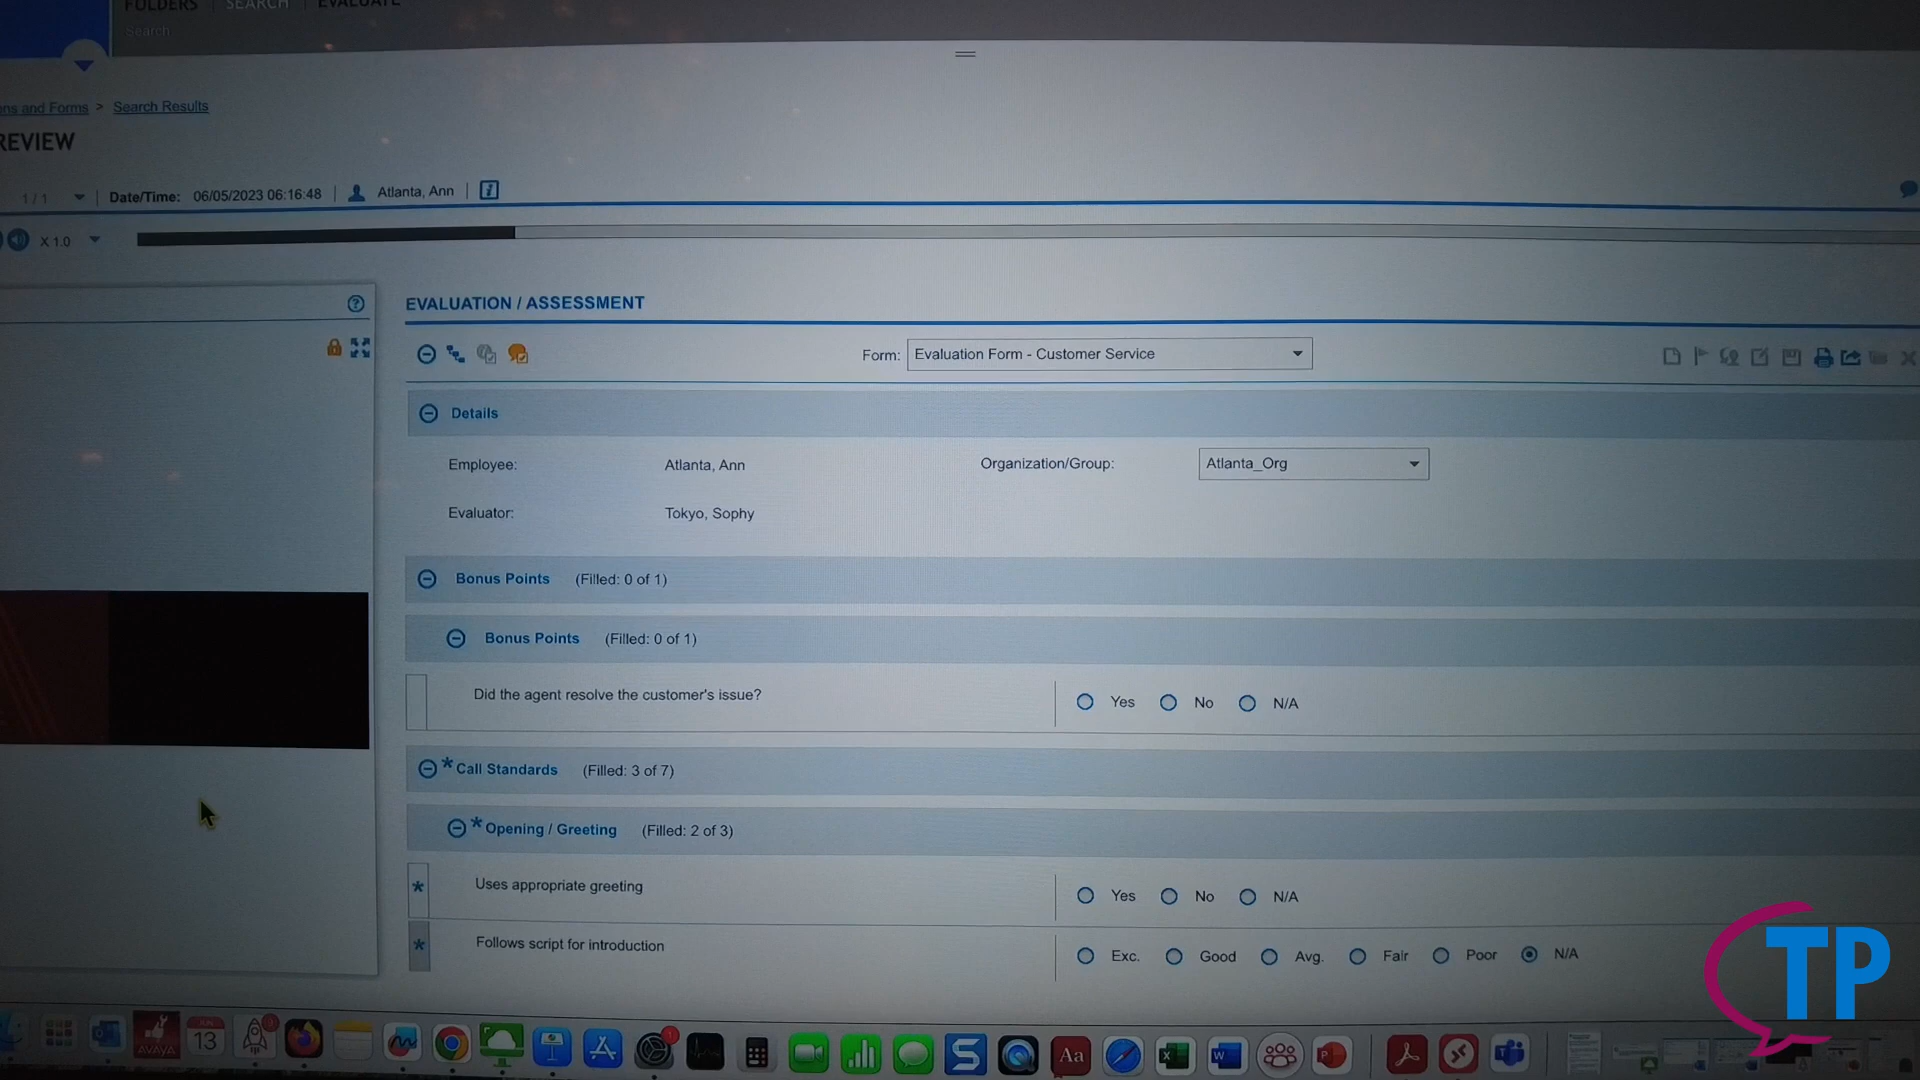 FOLDERS | SEARCH | EVALUATE
Search
ns and Forms > Search Results
REVIEW
1 / 1 | Date/Time: 06/05/2023 06:16:48 | Atlanta, Ann |
X 1.0
EVALUATION / ASSESSMENT
Form: Evaluation Form - Customer Service
Details
Employee: Atlanta, Ann Organization/Group: Atlanta_Org
Evaluator: Tokyo, Sophy
Bonus Points (Filled: 0 of 1)
Bonus Points (Filled: 0 of 1)
Did the agent resolve the customer's issue? Yes No N/A
* Call Standards (Filled: 3 of 7)
* Opening / Greeting (Filled: 2 of 3)
* Uses appropriate greeting Yes No N/A
* Follows script for introduction Exc. Good Avg. Fair Poor N/A
AVAYA
JUN
13
Aa
TP